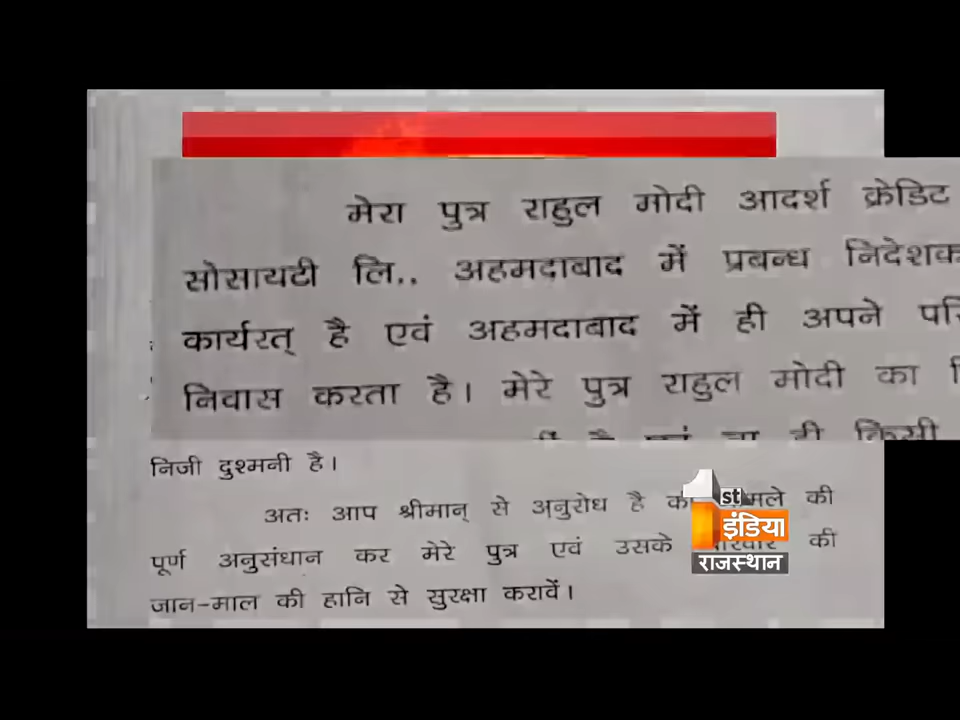 मेरा पुत्र राहुल मोदी आदर्श क्रेडिट
सोसायटी लि.. अहमदाबाद में प्रबन्ध निदेशक
कार्यरत् है एवं अहमदाबाद में ही अपने
निवास करता है। मेरे पुत्र राहुल मोदी का
निजी दुश्मनी है।
अतः आप श्रीमान् से अनुरोध है की
पूर्ण अनुसंधान कर मेरे पुत्र एवं उसके परिवार की
जान-माल की हानि से सुरक्षा करावें।
1st
इंडिया
राजस्थान